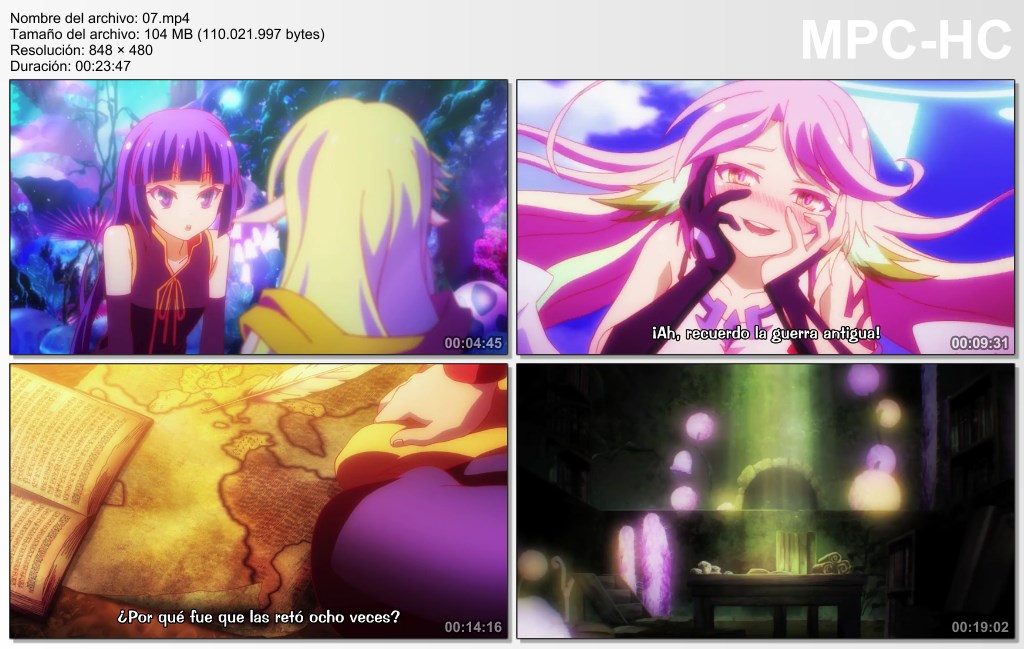 Nombre del archivo: 07.mp4
Tamaño del archivo: 104 MB (110.021.997 bytes)
Resolución: 848 × 480
Duración: 00:23:47
MPC-HC
00:04:45
¡Ah, recuerdo la guerra antigua!
00:09:31
¿Por qué fue que las retó ocho veces?
00:14:16
00:19:02